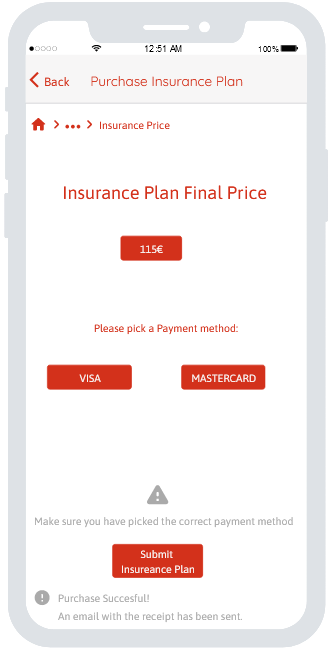 12:51 AM
100%
Back
Purchase Insurance Plan
Insurance Price
Insurance Plan Final Price
115€
Please pick a Payment method:
VISA
MASTERCARD
Make sure you have picked the correct payment method
Submit
Insureance Plan
Purchase Succesful!
An email with the receipt has been sent.